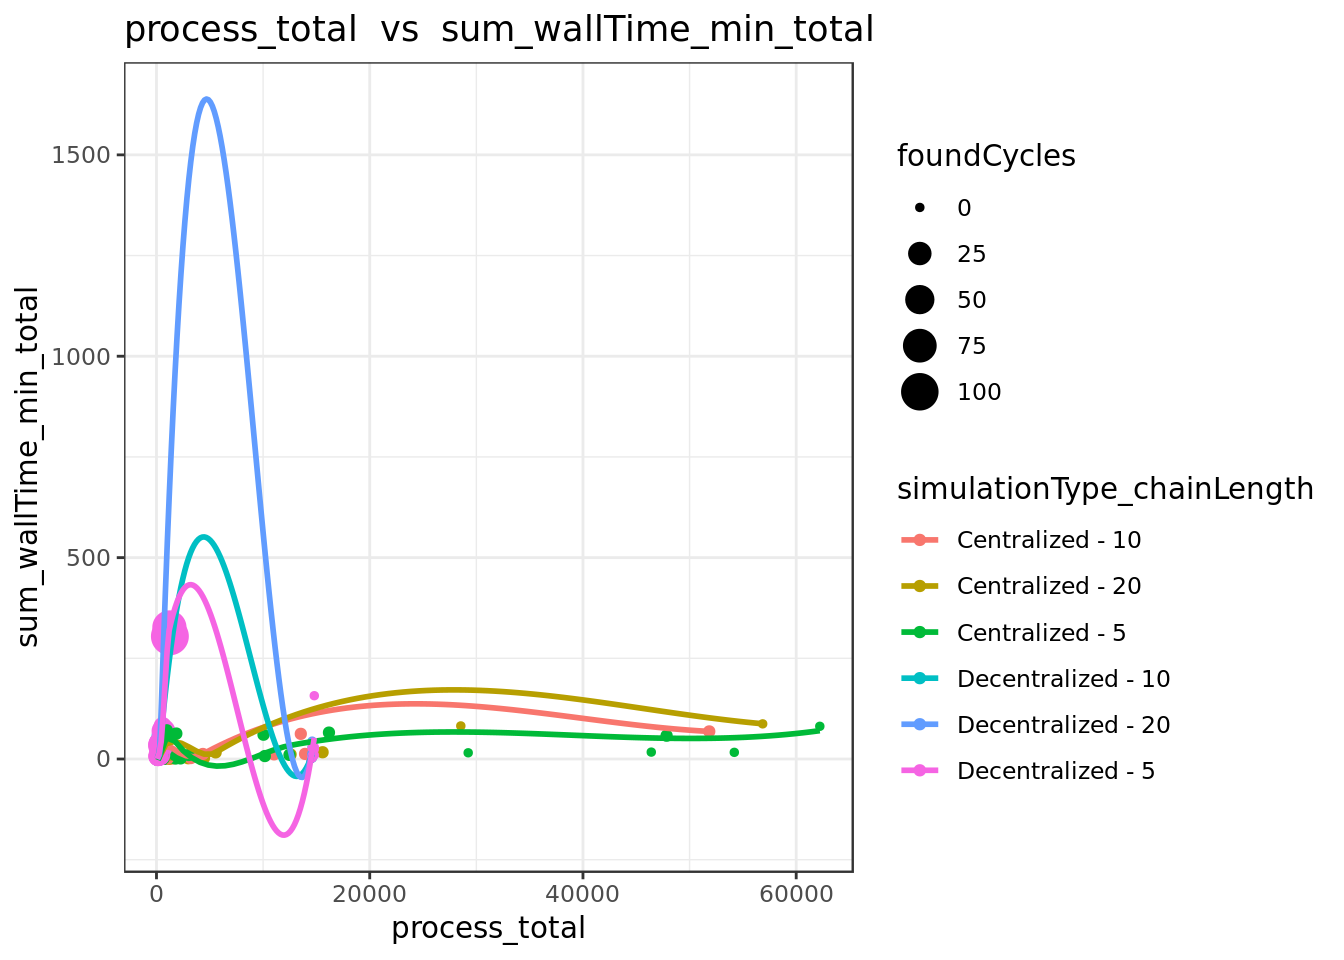 process_total vs sum_wallTime_min_total
sum_wallTime_min_total
1500
1000
500
0
0
20000
40000
60000
process_total
foundCycles
0
25
50
75
100
simulationType_chainLength
Centralized - 10
Centralized - 20
Centralized - 5
Decentralized - 10
Decentralized - 20
Decentralized - 5